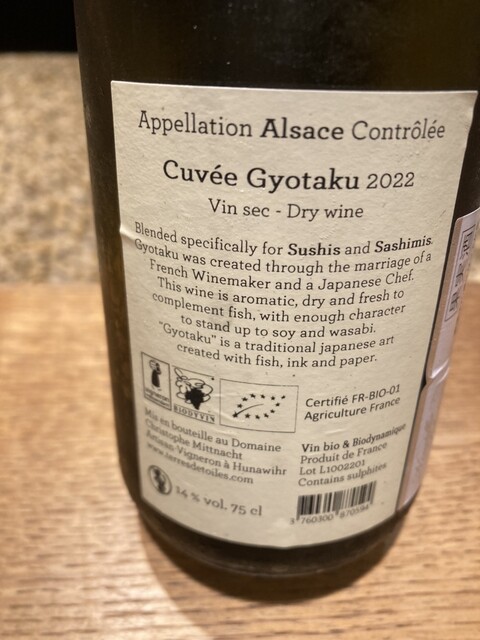 Appellation Alsace Contrôlée
Cuvée Gyotaku 2022
Vin sec - Dry wine
Blended specifically for Sushis and Sashimis.
Gyotaku was created through the marriage of a
French Winemaker and a Japanese Chef.
This wine is aromatic, dry and fresh to
complement fish, with enough character
to stand up to soy and wasabi.
"Gyotaku" is a traditional japanese art
created with fish, ink and paper.
BIODYVIN
Certifié FR-BIO-01
Agriculture France
Mis en bouteille au Domaine
Christophe Mittnacht
Artisan-Vigneron à Hunawihr
www.terresdetoiles.com
14 % vol. 75 cl
Vin bio & Biodynamique
Produit de France
Lot L1002201
Contains sulphites
3 760300 870594